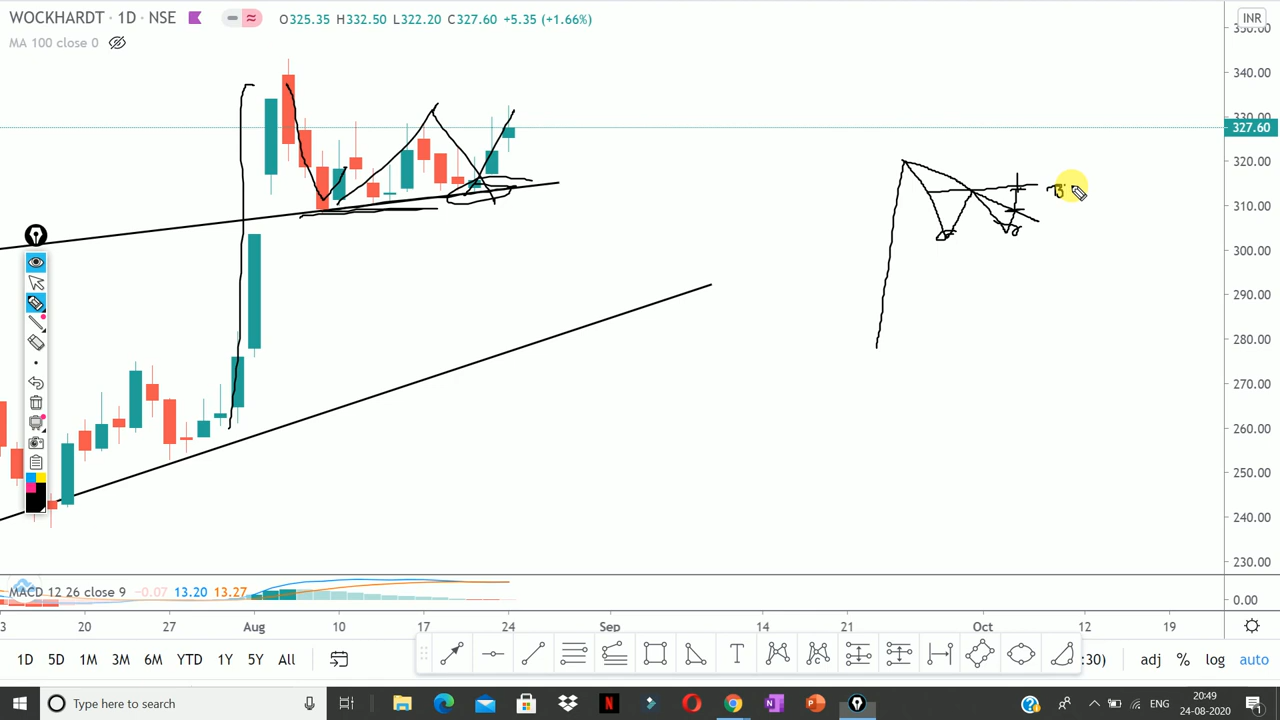 WOCKHARDT · 1D · NSE
O325.35 H332.50 L322.20 C327.60 +5.35 (+1.66%)
INR
MA 100 close 0
350.00
340.00
330.00
327.60
320.00
310.00
300.00
290.00
280.00
270.00
260.00
250.00
240.00
230.00
MACD 12 26 close 9 -0.07 13.20 13.27
0.00
3 20 27 Aug 10 17 24 Sep 14 21 Oct 12 19
1D 5D 1M 3M 6M YTD 1Y 5Y All
T
:30) adj % log auto
Type here to search
ENG
20:49
24-08-2020